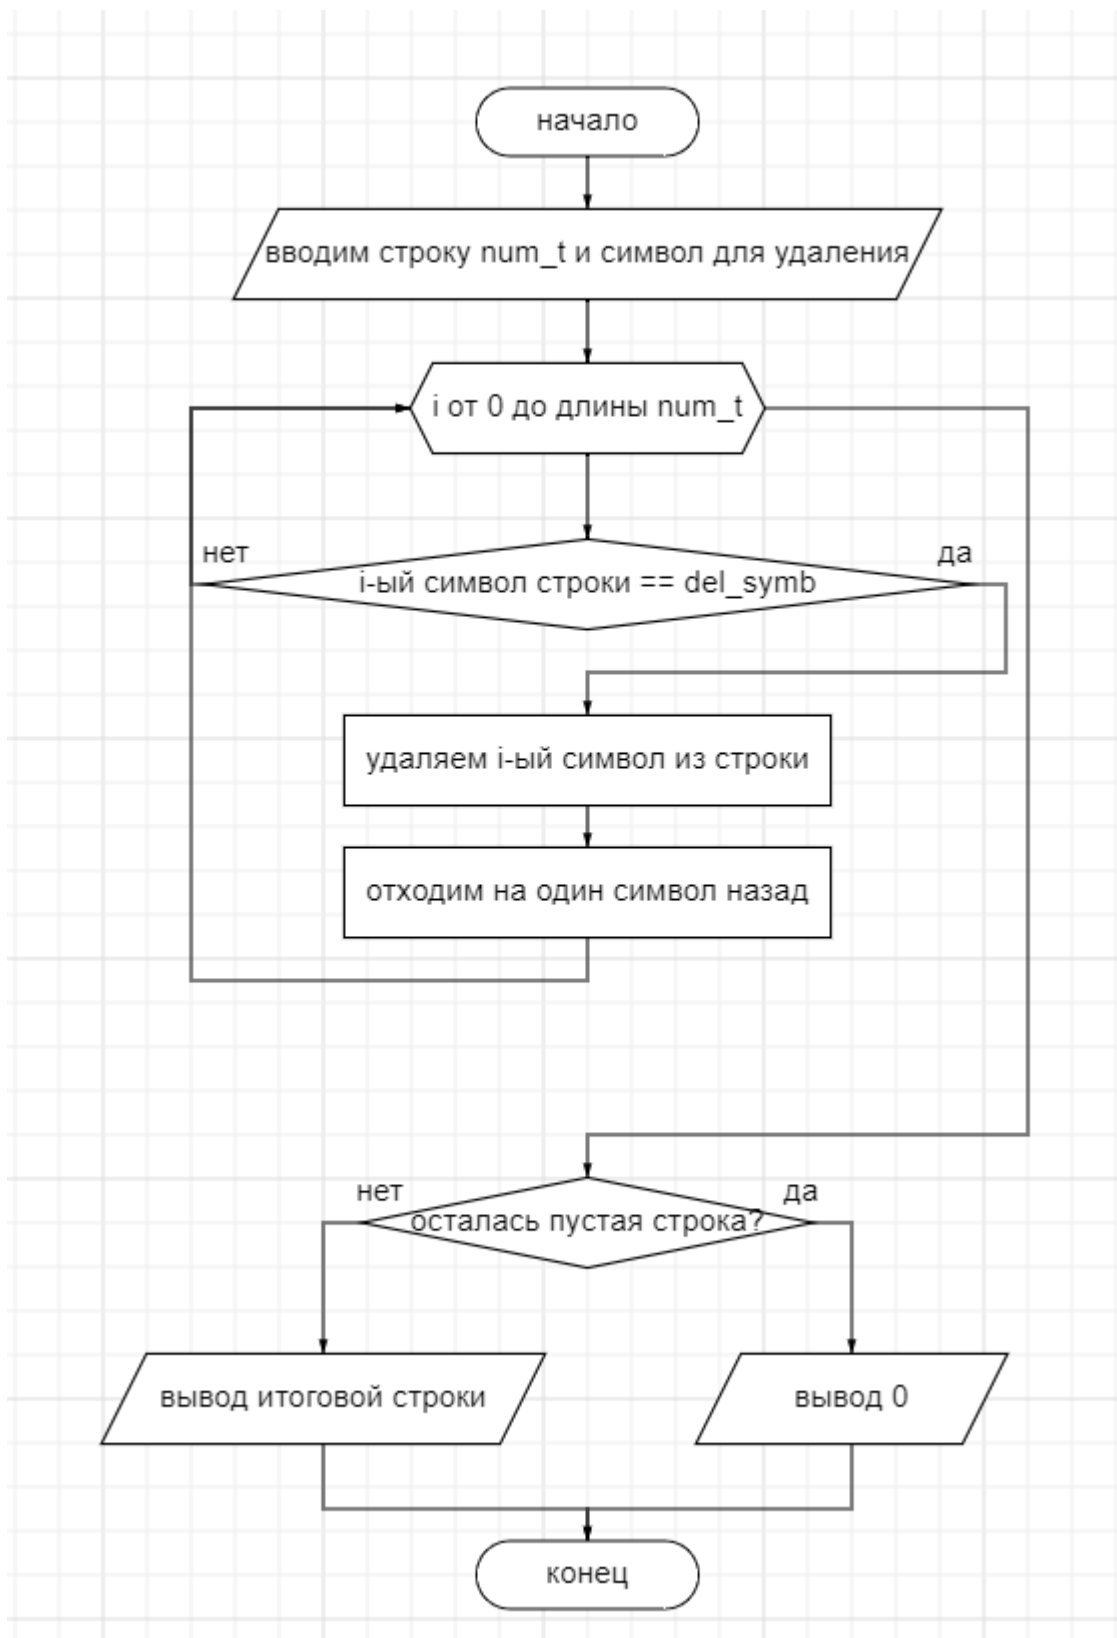 начало
вводим строку num_t и символ для удаления
i от 0 до длины num_t
нет
да
i-ый символ строки == del_symb
удаляем i-ый символ из строки
отходим на один символ назад
нет
да
осталась пустая строка?
вывод итоговой строки
вывод 0
конец